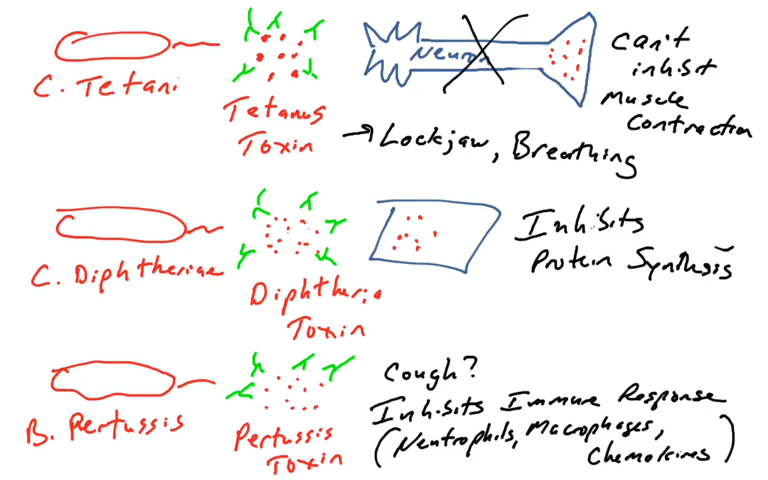 C. Tetani
Tetanus
Toxin
Neuron
Can't
inhibit
Muscle
Contraction
→ Lockjaw, Breathing
C. Diphtheriae
Diphtheria
Toxin
Inhibits
Protein Synthesis
B. Pertussis
Pertussis
Toxin
Cough?
Inhibits Immune Response
(Neutrophils, Macrophages,
Chemokines)